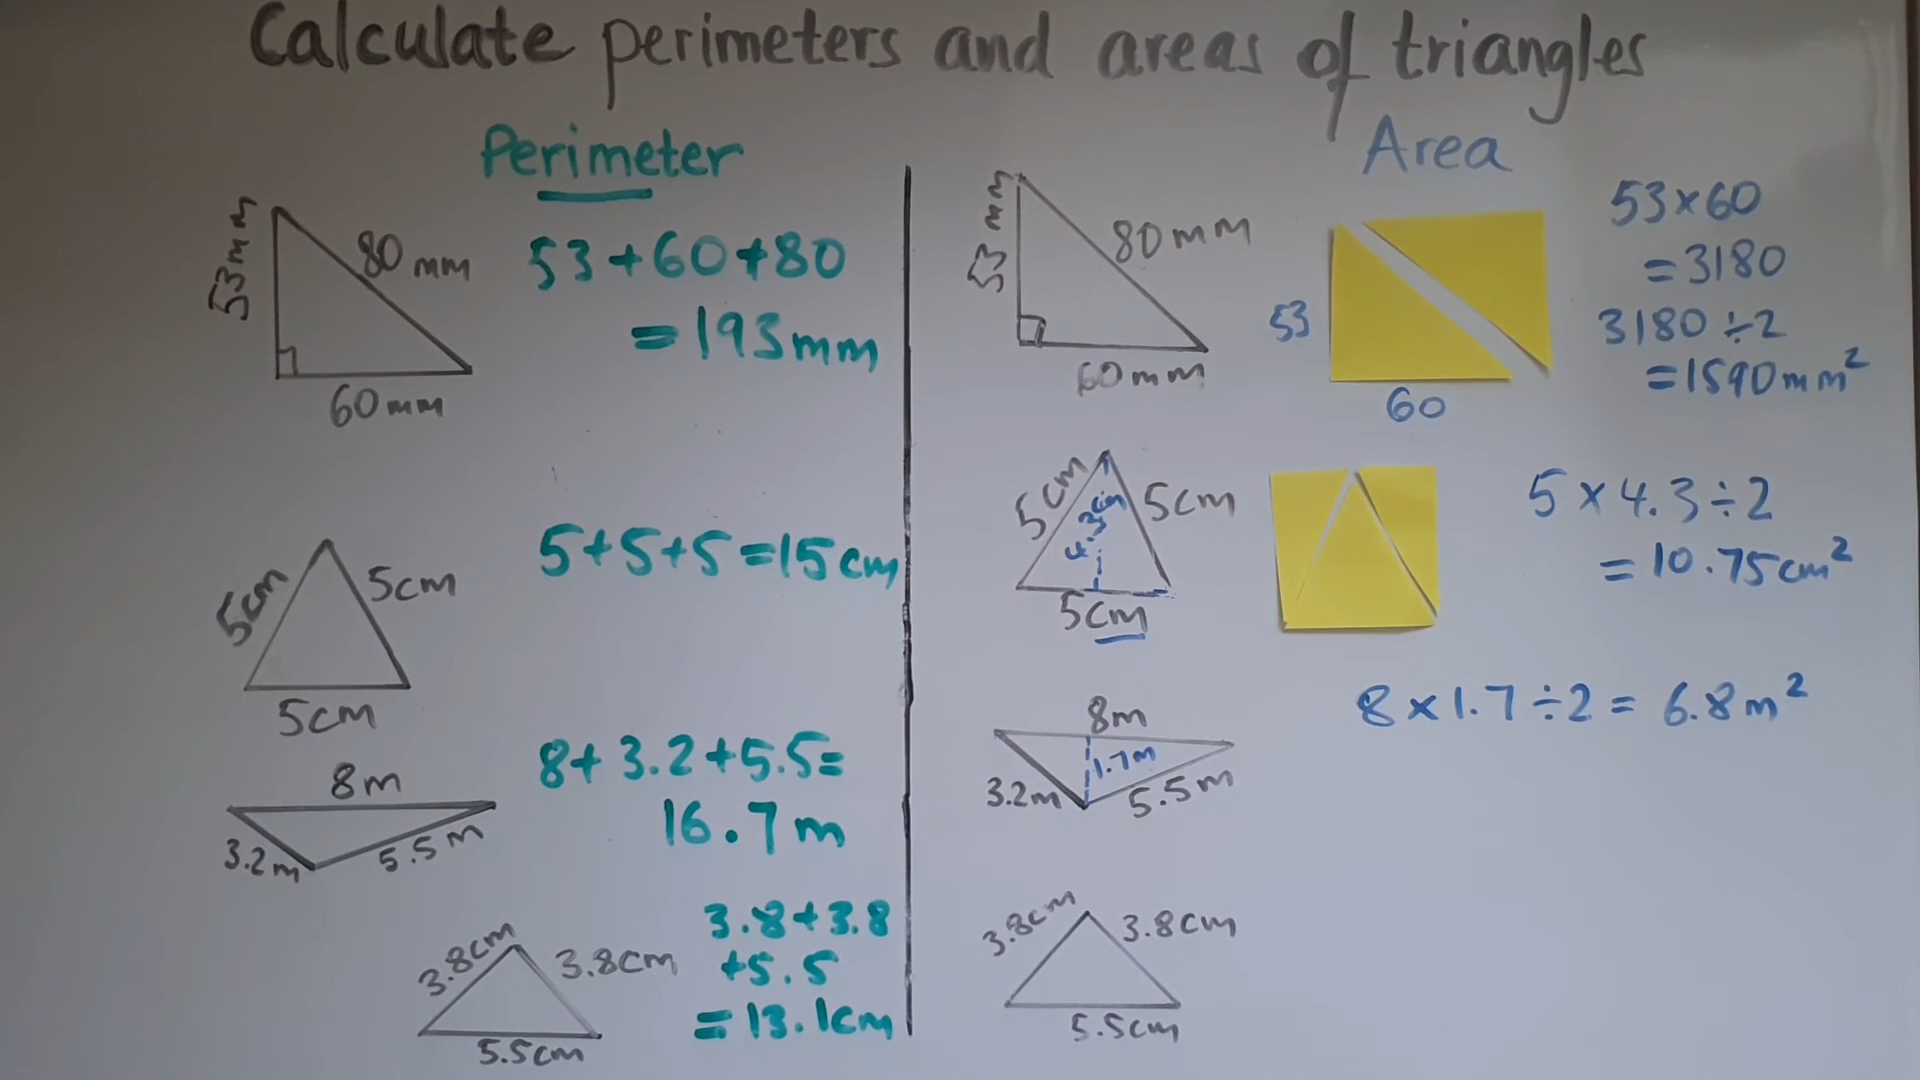 Calculate perimeters and areas of triangles
Perimeter
53mm
80mm
60mm
53+60+80
=193mm
5cm
5cm
5cm
5+5+5=15cm
8m
3.2m
5.5m
8+3.2+5.5=
16.7m
3.8cm
3.8cm
5.5cm
3.8+3.8
+5.5
=13.1cm
Area
53mm
80mm
60mm
53
60
53×60
=3180
3180÷2
=1590mm²
5cm
4.3cm
5cm
5cm
5×4.3÷2
=10.75cm²
8m
1.7m
3.2m
5.5m
8×1.7÷2=6.8m²
3.8cm
3.8cm
5.5cm